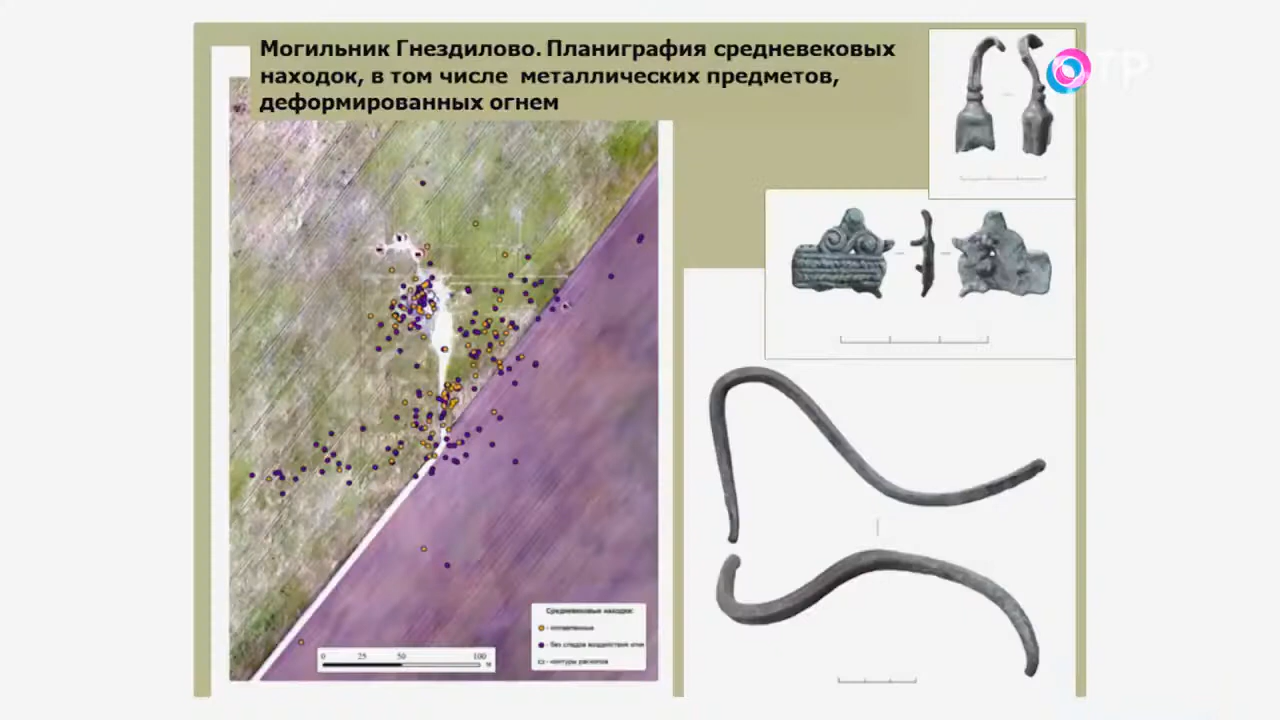 Могильник Гнездилово. Планиграфия средневековых
находок, в том числе металлических предметов,
деформированных огнем
ОТР
Средневековые находки:
- оплавленные
- без следов воздействия огня
- контуры раскопов
0 25 50 100
м